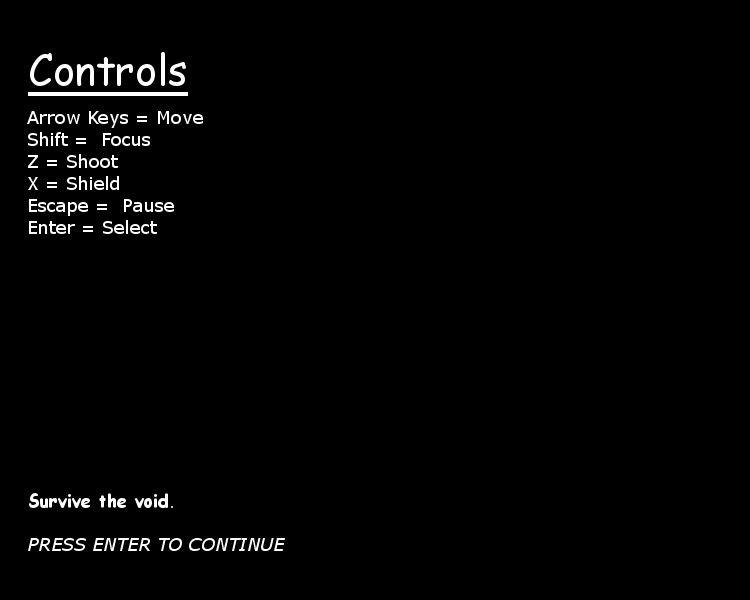 Controls
Arrow Keys = Move
Shift =  Focus
Z = Shoot
X = Shield
Escape =  Pause
Enter = Select
Survive the void.
PRESS ENTER TO CONTINUE